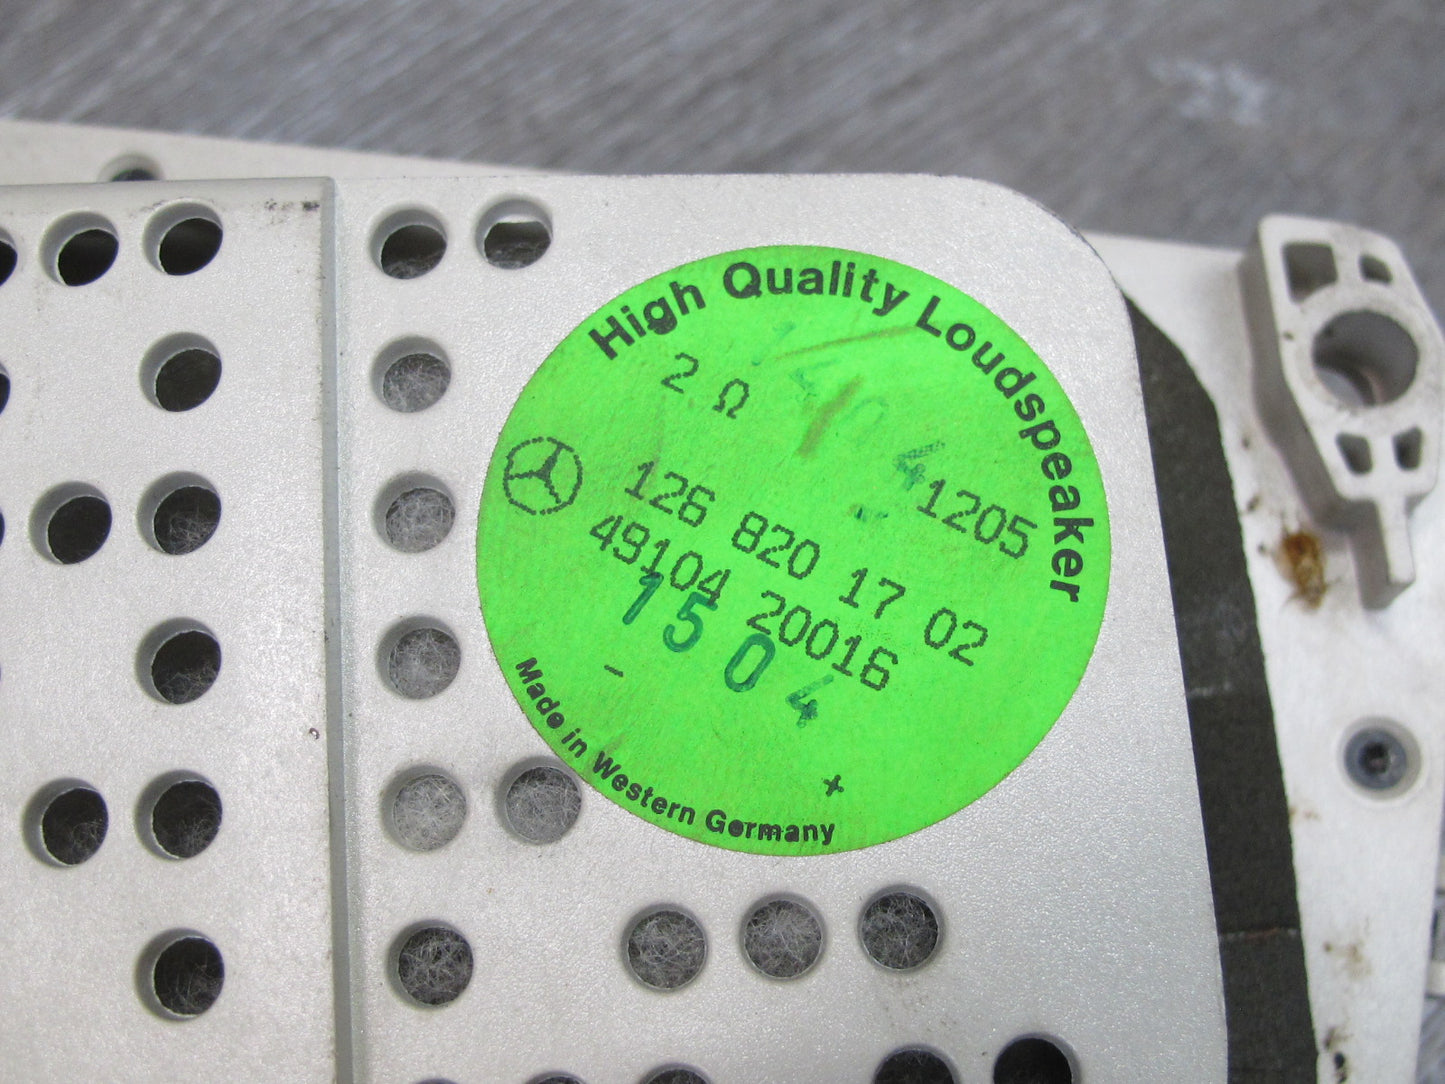 High Quality Loudspeaker
2 Ω
1205
126 820 17 02
49104 20016
1504
- +
Made in Western Germany